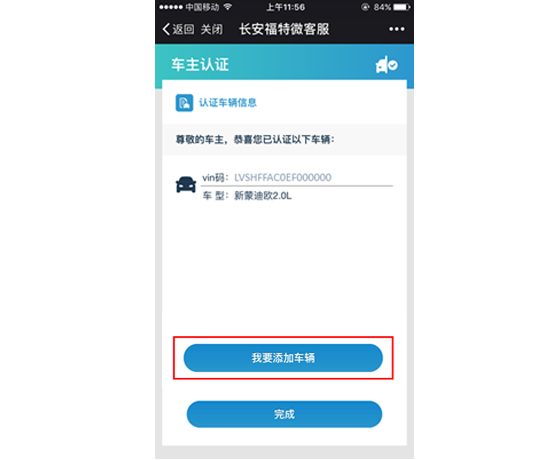 中国移动 上午11:56 84%
返回 关闭 长安福特微客服
车主认证
认证车辆信息
尊敬的车主，恭喜您已认证以下车辆：
vin码：LVSHFFAC0EF000000
车 型：新蒙迪欧2.0L
我要添加车辆
完成